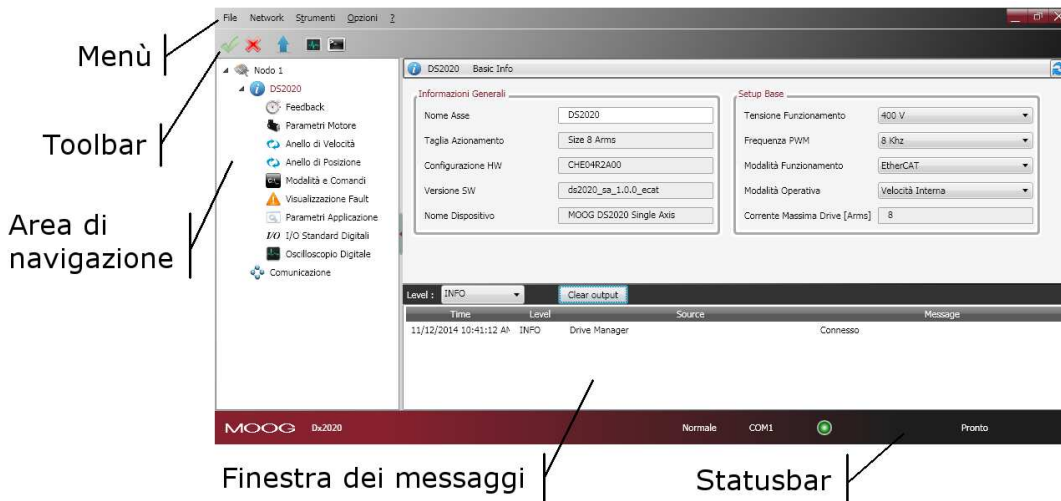 File Network Strumenti Opzioni ?
Menù
Toolbar
Area di
navigazione
Nodo 1
DS2020
Feedback
Parametri Motore
Anello di Velocità
Anello di Posizione
Modalità e Comandi
Visualizzazione Fault
Parametri Applicazione
I/O I/O Standard Digitali
Oscilloscopio Digitale
Comunicazione
DS2020 Basic Info
Informazioni Generali
Nome Asse DS2020
Taglia Azionamento Size 8 Arms
Configurazione HW CHE04R2A00
Versione SW ds2020_sa_1.0.0_ecat
Nome Dispositivo MOOG DS2020 Single Axis
Setup Base
Tensione Funzionamento 400 V
Frequenza PWM 8 Khz
Modalità Funzionamento EtherCAT
Modalità Operativa Velocità Interna
Corrente Massima Drive [Arms] 8
Level : INFO Clear output
Time Level Source Message
11/12/2014 10:41:12 INFO Drive Manager Connesso
MOOG Dx2020 Normale COM1 Pronto
Finestra dei messaggi
Statusbar